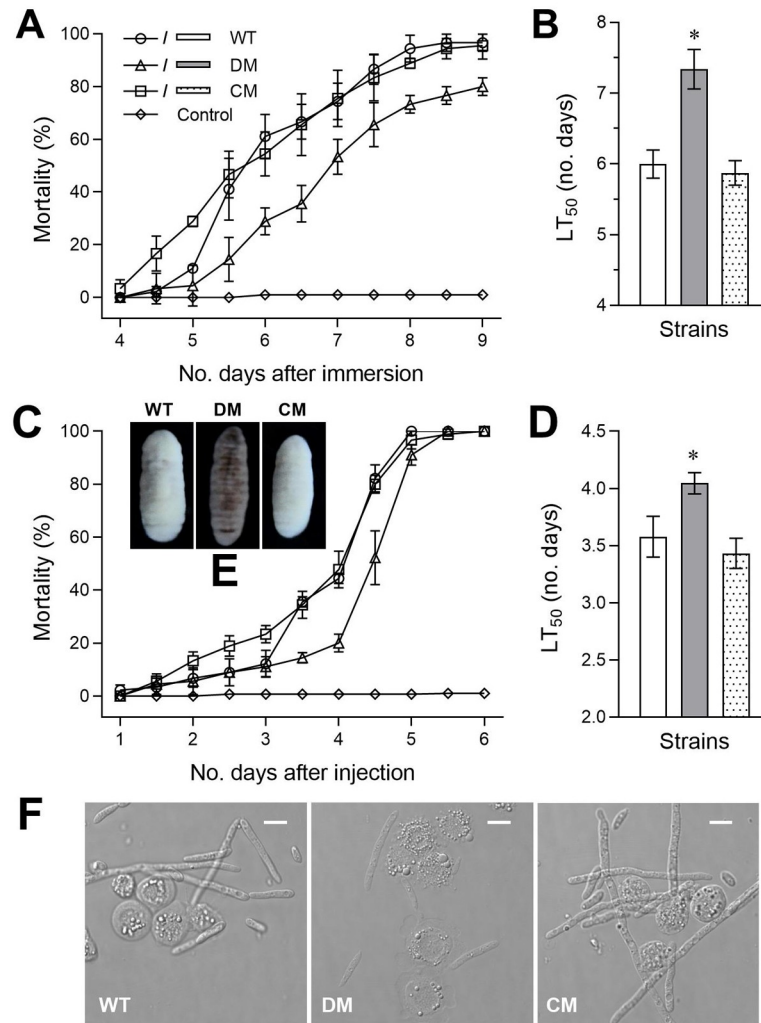 A
○ / WT
△ / DM
□ / CM
◇ Control
Mortality (%)
100
80
60
40
20
0
4 5 6 7 8 9
No. days after immersion
B
*
LT50 (no. days)
8
7
6
5
4
Strains
C
WT DM CM
E
Mortality (%)
100
80
60
40
20
0
1 2 3 4 5 6
No. days after injection
D
*
LT50 (no. days)
4.5
4.0
3.5
3.0
2.5
2.0
Strains
F
WT
DM
CM